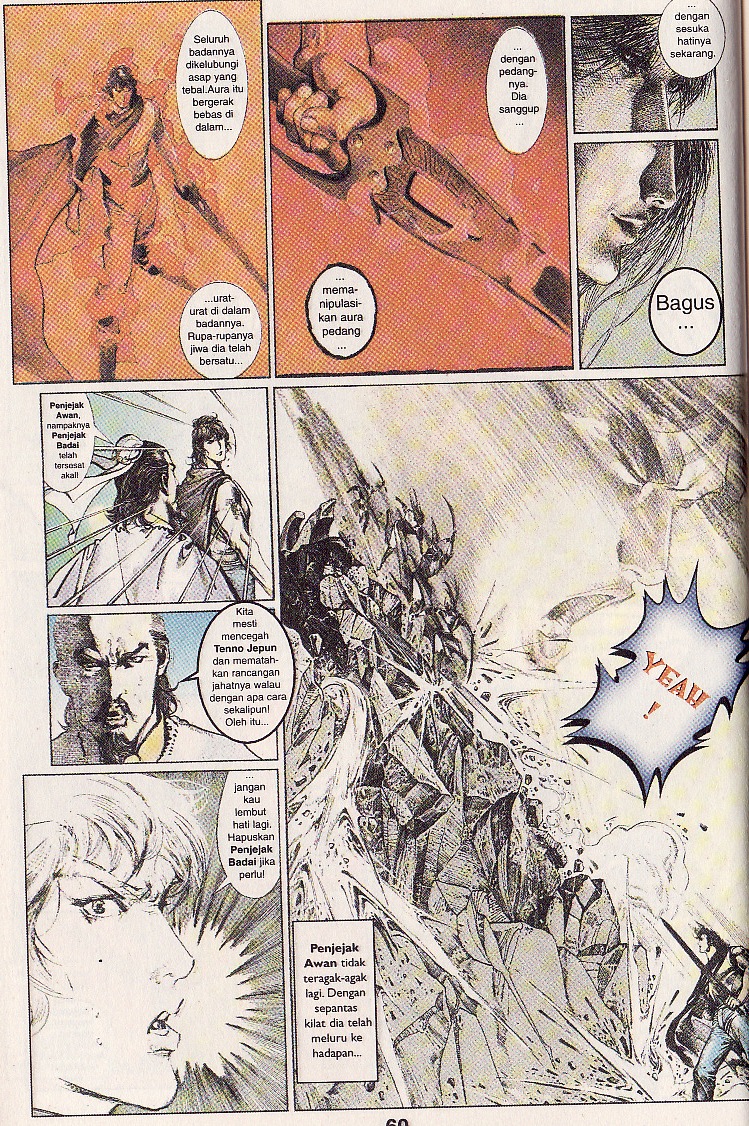 Seluruh
badannya
dikelubungi
asap yang
tebal.Aura itu
bergerak
bebas di
dalam...
...urat-
urat di dalam
badannya.
Rupa-rupanya
jiwa dia telah
bersatu...
...
dengan
pedang-
nya.
Dia
sanggup
...
...
mema-
nipulasi-
kan aura
pedang
...
...
dengan
sesuka
hatinya
sekarang.
Bagus
...
Penjejak
Awan,
nampaknya
Penjejak
Badai
telah
tersesat
akal!
Kita
mesti
mencegah
Tenno Jepun
dan mematah-
kan rancangan
jahatnya walau
dengan apa cara
sekalipun!
Oleh itu...
...
jangan
kau
lembut
hati lagi.
Hapuskan
Penjejak
Badai jika
perlu!
YEAH
!
Penjejak
Awan tidak
teragak-agak
lagi. Dengan
sepantas
kilat dia telah
meluru ke
hadapan...
60